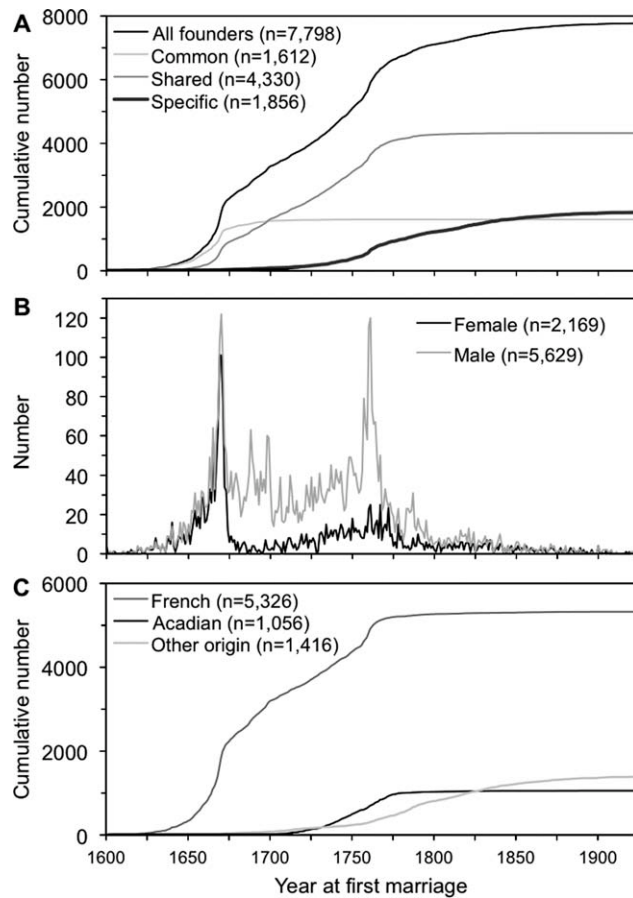 A
All founders (n=7,798)
Common (n=1,612)
Shared (n=4,330)
Specific (n=1,856)
Cumulative number
8000
6000
4000
2000
0
B
Female (n=2,169)
Male (n=5,629)
Number
120
100
80
60
40
20
0
C
French (n=5,326)
Acadian (n=1,056)
Other origin (n=1,416)
Cumulative number
6000
4000
2000
0
1600 1650 1700 1750 1800 1850 1900
Year at first marriage